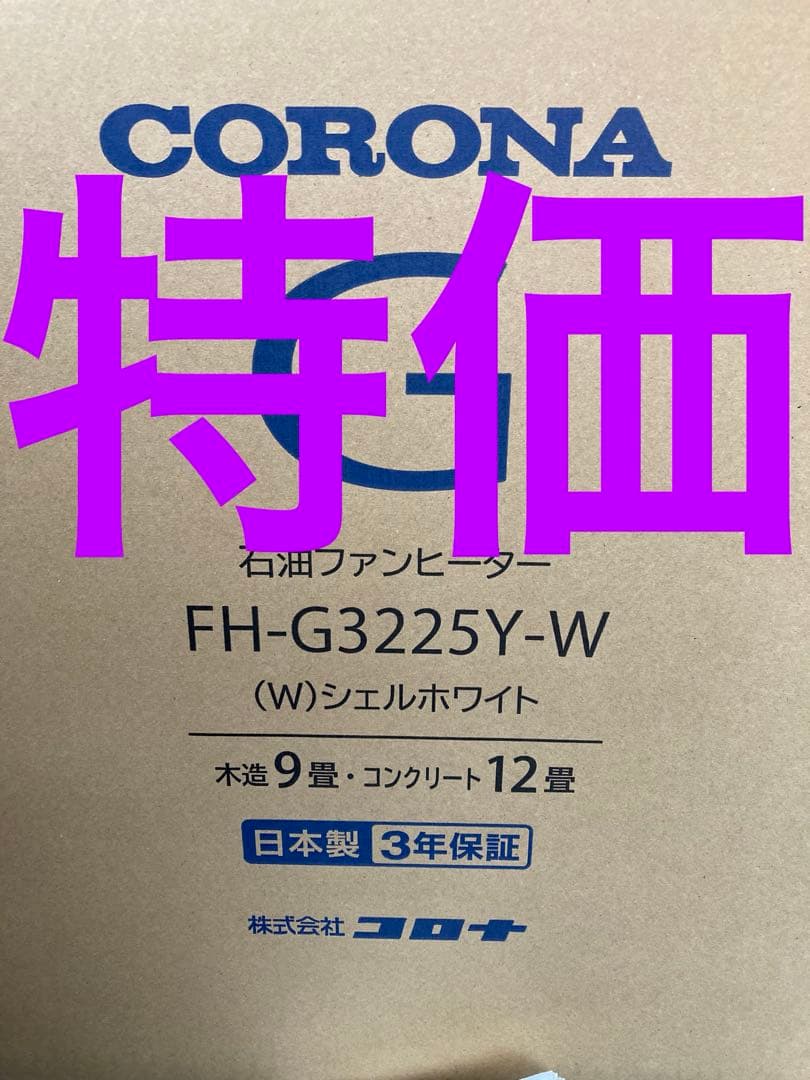 CORONA
特価
G
石油ファンヒーター
FH-G3225Y-W
(W)シェルホワイト
木造9畳・コンクリート12畳
日本製 3年保証
株式会社 コロナ